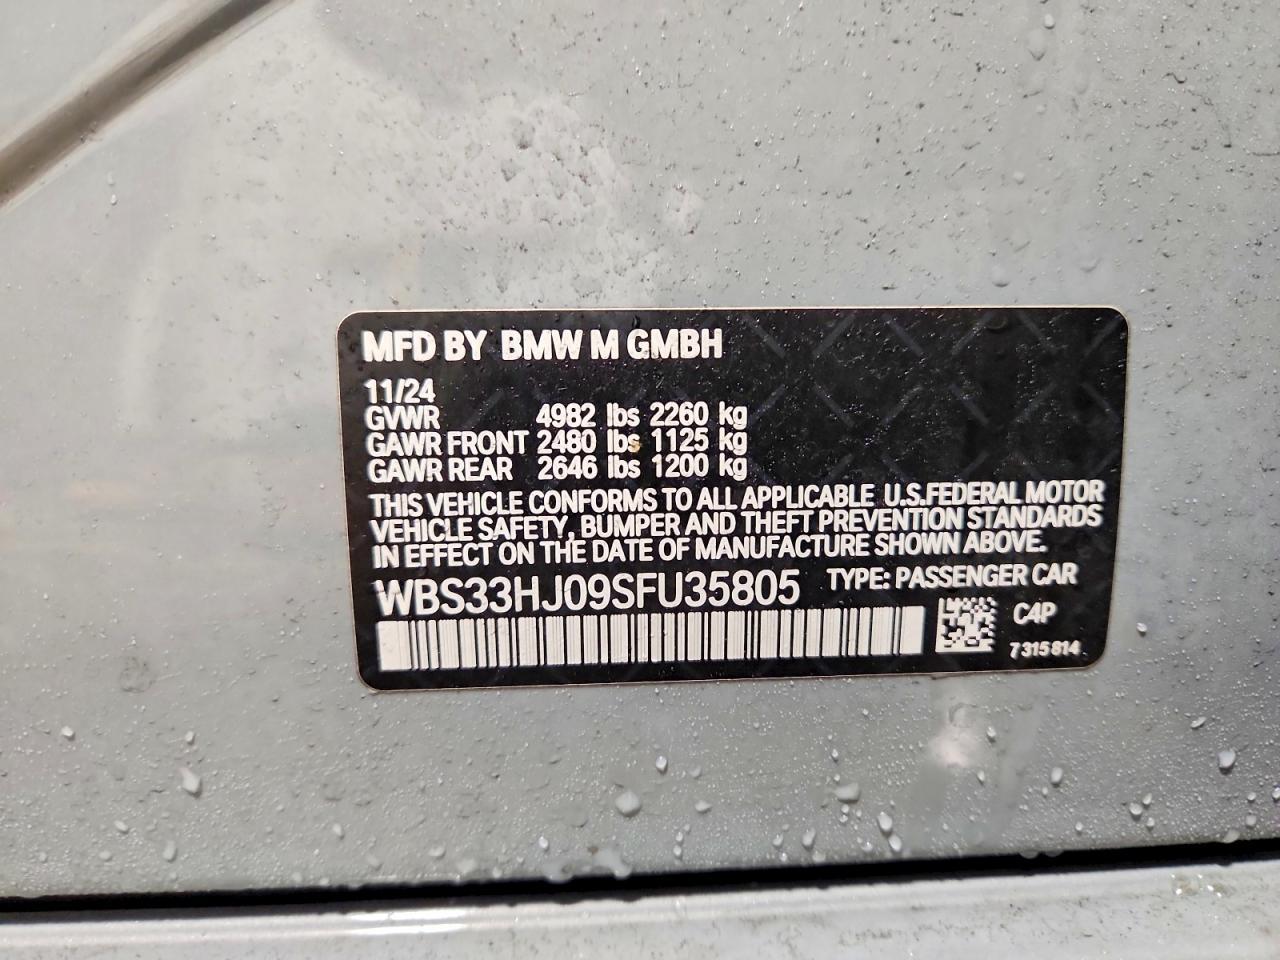 MFD BY BMW M GMBH
11/24
GVWR 4982 lbs 2260 kg
GAWR FRONT 2480 lbs 1125 kg
GAWR REAR 2646 lbs 1200 kg
THIS VEHICLE CONFORMS TO ALL APPLICABLE U.S.FEDERAL MOTOR
VEHICLE SAFETY, BUMPER AND THEFT PREVENTION STANDARDS
IN EFFECT ON THE DATE OF MANUFACTURE SHOWN ABOVE.
WBS33HJ09SFU35805 TYPE: PASSENGER CAR
C4P
7315814